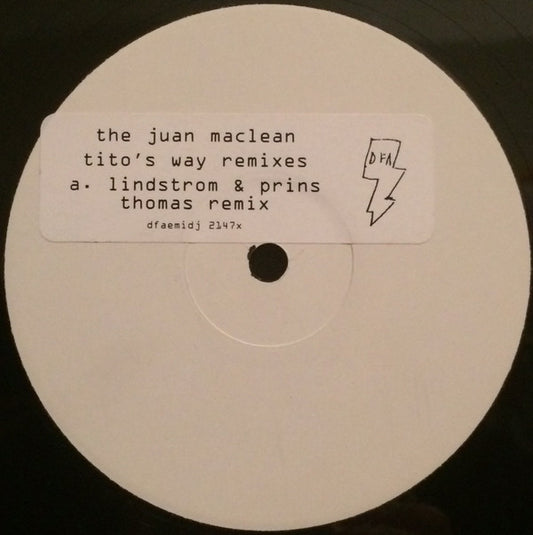 the juan maclean
tito's way remixes
a. lindstrom & prins
thomas remix
dfaemidj 2147x
DFA